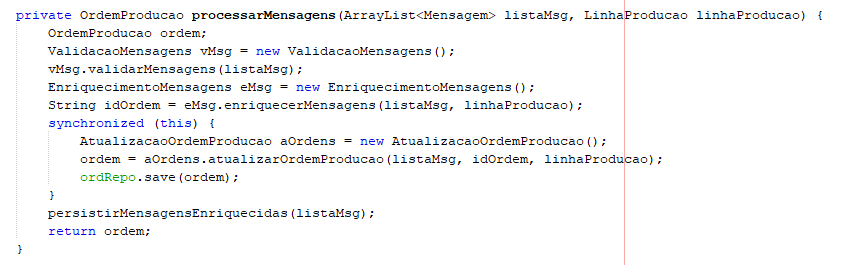 private OrdemProducao processarMensagens(ArrayList<Mensagem> listaMsg, LinhaProducao linhaProducao) {
    OrdemProducao ordem;
    ValidacaoMensagens vMsg = new ValidacaoMensagens();
    vMsg.validarMensagens(listaMsg);
    EnriquecimentoMensagens eMsg = new EnriquecimentoMensagens();
    String idOrdem = eMsg.enriquecerMensagens(listaMsg, linhaProducao);
    synchronized (this) {
        AtualizacaoOrdemProducao aOrdens = new AtualizacaoOrdemProducao();
        ordem = aOrdens.atualizarOrdemProducao(listaMsg, idOrdem, linhaProducao);
        ordRepo.save(ordem);
    }
    persistirMensagensEnriquecidas(listaMsg);
    return ordem;
}